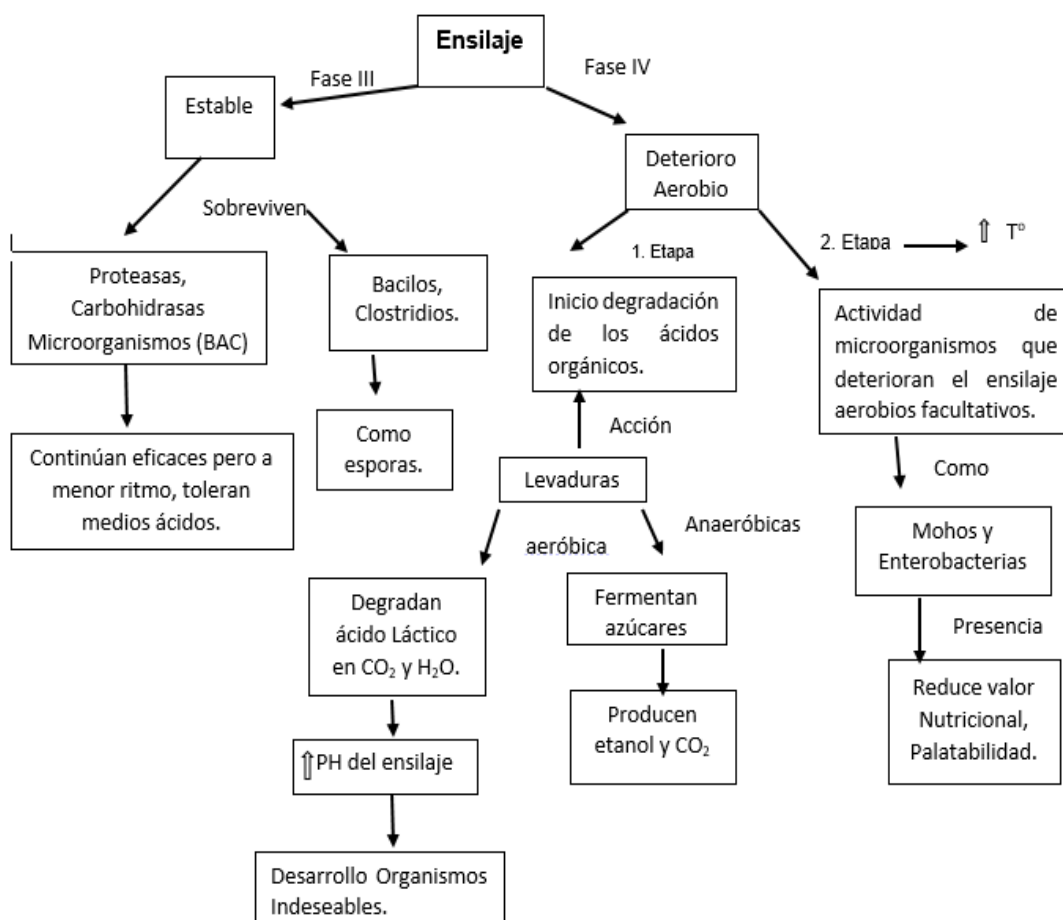 Ensilaje
Fase III
Fase IV
Estable
Deterioro
Aerobio
Sobreviven
1. Etapa
2. Etapa
⇧ Tº
Proteasas,
Carbohidrasas
Microorganismos (BAC)
Bacilos,
Clostridios.
Inicio degradación
de los ácidos
orgánicos.
Actividad de
microorganismos que
deterioran el ensilaje
aerobios facultativos.
Continúan eficaces pero a
menor ritmo, toleran
medios ácidos.
Como
esporas.
Acción
Levaduras
Como
aeróbica
Anaeróbicas
Mohos y
Enterobacterias
Degradan
ácido Láctico
en CO₂ y H₂O.
Fermentan
azúcares
Presencia
⇧PH del ensilaje
Producen
etanol y CO₂
Reduce valor
Nutricional,
Palatabilidad.
Desarrollo Organismos
Indeseables.